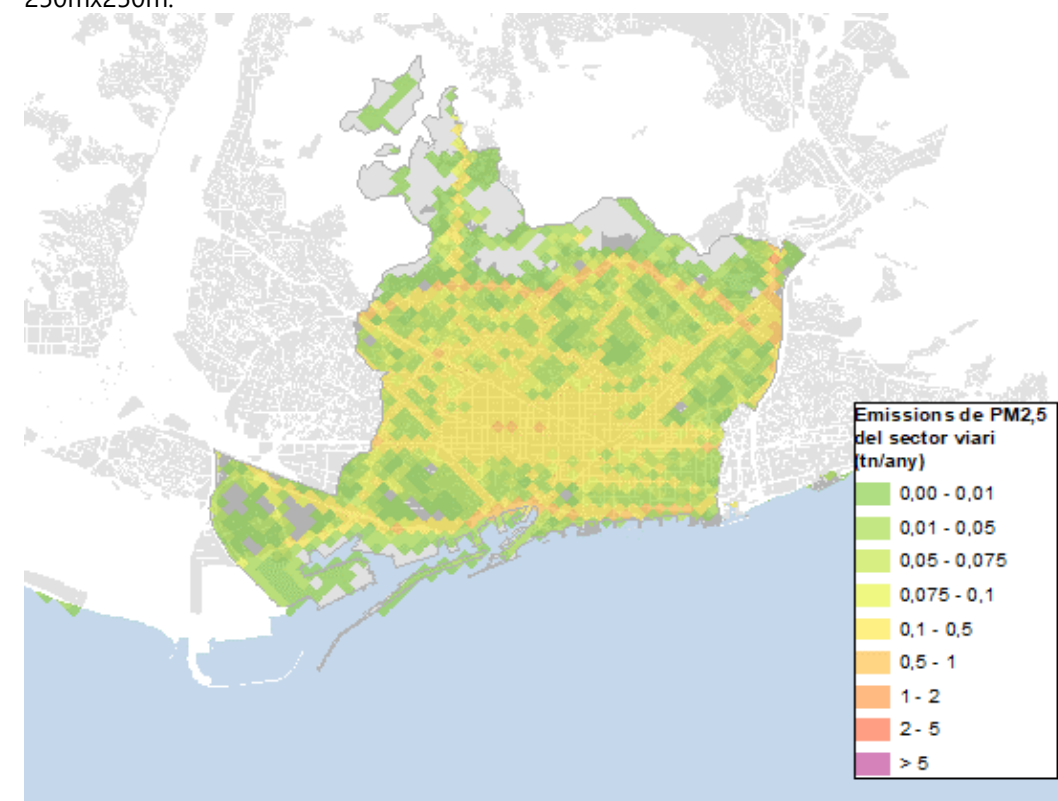 250mx250m.
Emissions de PM2,5
del sector viari
(tn/any)
0,00 - 0,01
0,01 - 0,05
0,05 - 0,075
0,075 - 0,1
0,1 - 0,5
0,5 - 1
1 - 2
2 - 5
> 5